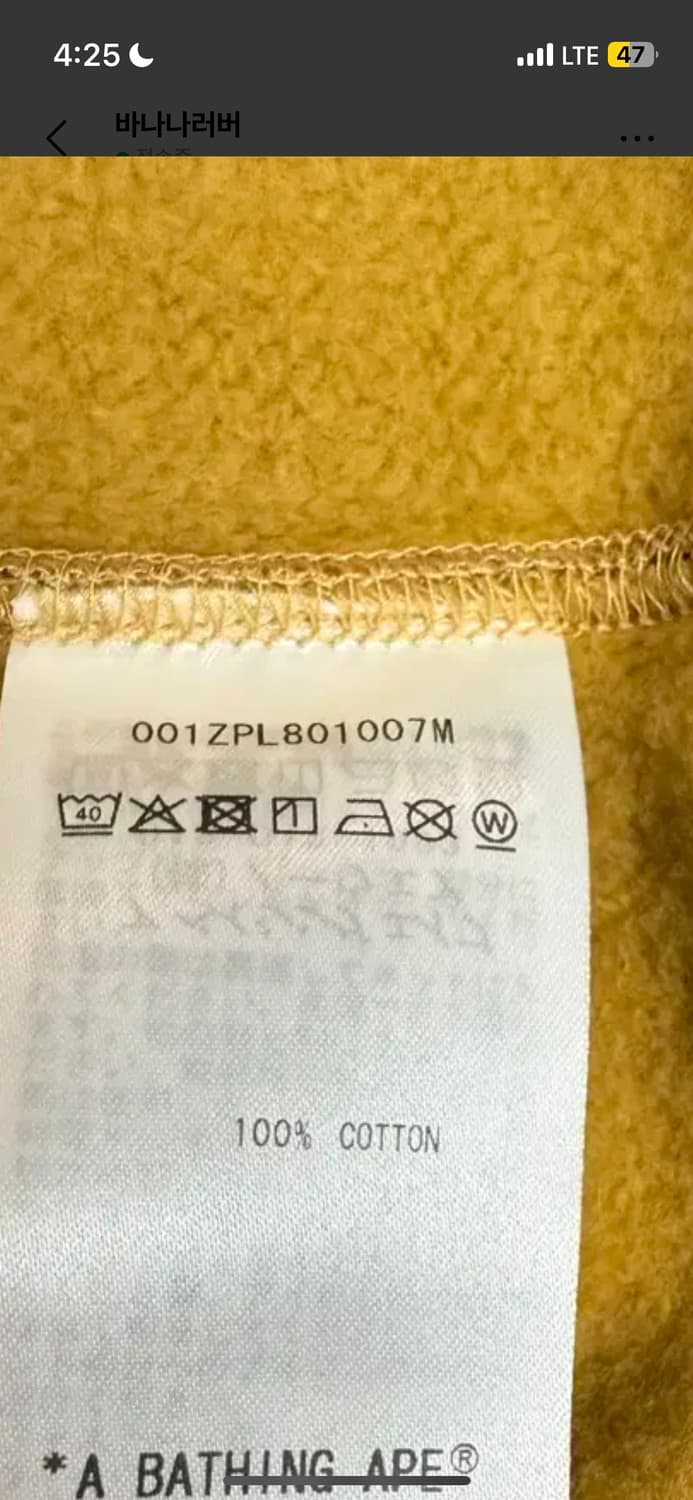 4:25
LTE 47
바나나러버
001ZPL801007M
40 W
100% COTTON
*A BATHING APE®